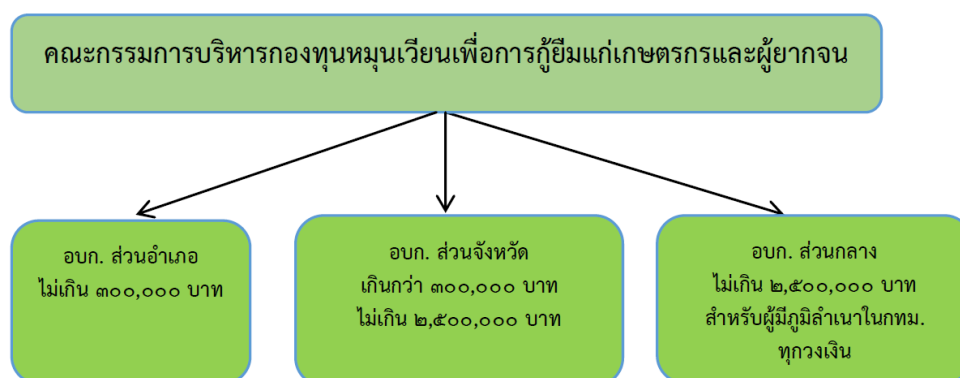 คณะกรรมการบริหารกองทุนหมุนเวียนเพื่อการกู้ยืมแก่เกษตรกรและผู้ยากจน
อบก. ส่วนอำเภอ
ไม่เกิน ๓๐๐,๐๐๐ บาท
อบก. ส่วนจังหวัด
เกินกว่า ๓๐๐,๐๐๐ บาท
ไม่เกิน ๒,๕๐๐,๐๐๐ บาท
อบก. ส่วนกลาง
ไม่เกิน ๒,๕๐๐,๐๐๐ บาท
สำหรับผู้มีภูมิลำเนาในกทม.
ทุกวงเงิน